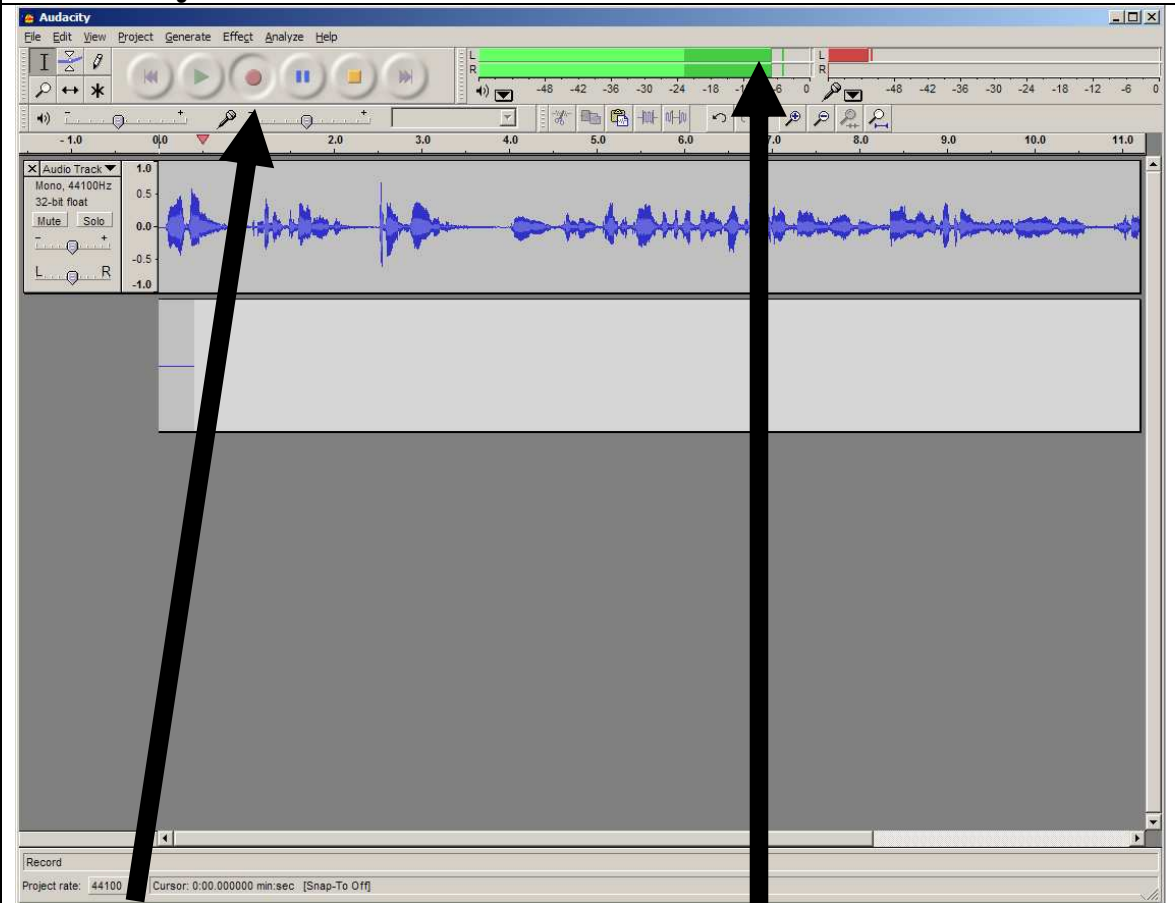 Audacity
File Edit View Project Generate Effect Analyze Help
L
R
-48 -42 -36 -30 -24 -18 -6 0
L
R
-48 -42 -36 -30 -24 -18 -12 -6 0
- +
- +
- 1.0 0,0 2.0 3.0 4.0 5.0 6.0 7.0 8.0 9.0 10.0 11.0
X Audio Track
Mono, 44100Hz
32-bit float
Mute Solo
- +
L R
1.0
0.5
0.0
-0.5
-1.0
Record
Project rate: 44100 Cursor: 0:00.000000 min:sec [Snap-To Off]